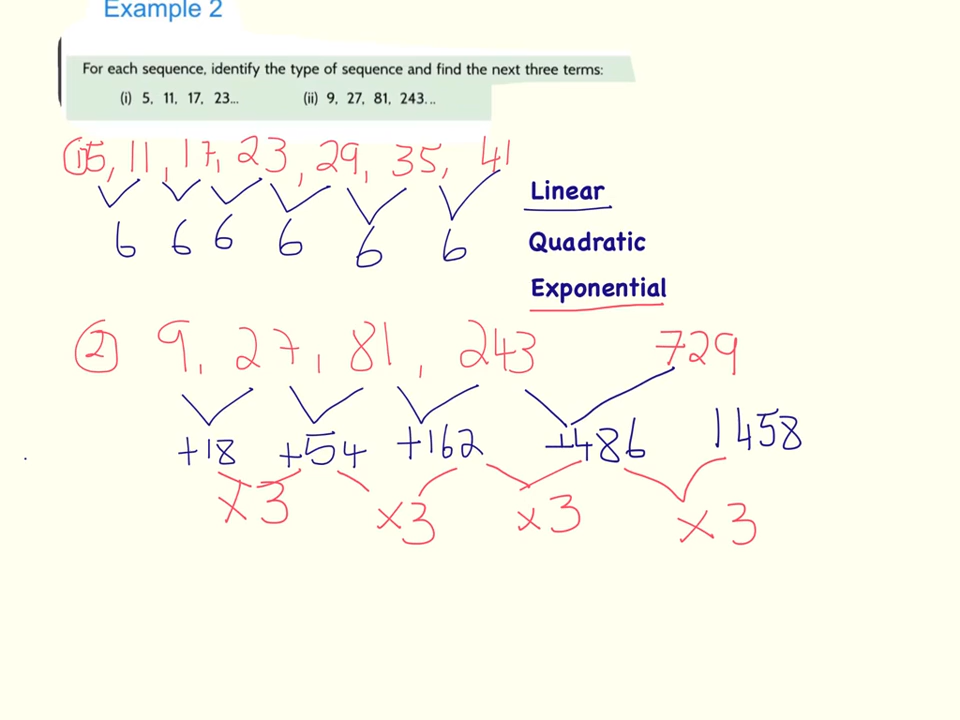 Example 2
For each sequence, identify the type of sequence and find the next three terms:
(i) 5, 11, 17, 23... (ii) 9, 27, 81, 243...
① 5, 11, 17, 23, 29, 35, 41
Linear
6 6 6 6 6 6
Quadratic
Exponential
② 9, 27, 81, 243 729
+18 +54 +162 +486 1458
×3 ×3 ×3 ×3